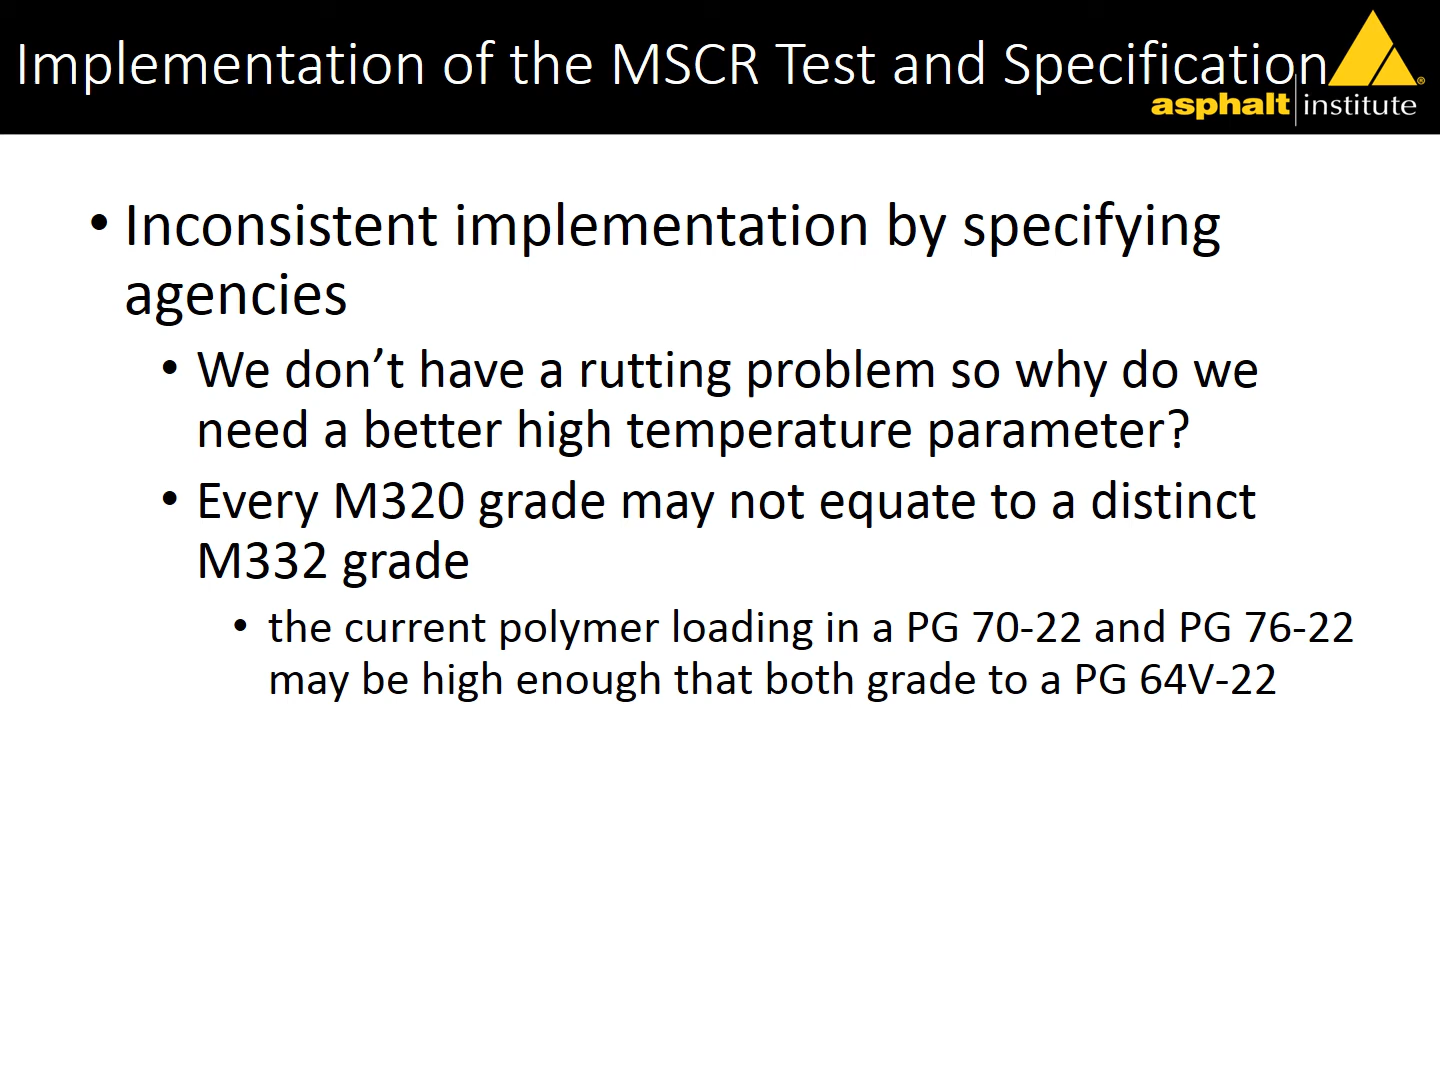 Implementation of the MSCR Test and Specification
asphalt institute®
• Inconsistent implementation by specifying
agencies
• We don’t have a rutting problem so why do we
need a better high temperature parameter?
• Every M320 grade may not equate to a distinct
M332 grade
• the current polymer loading in a PG 70-22 and PG 76-22
may be high enough that both grade to a PG 64V-22